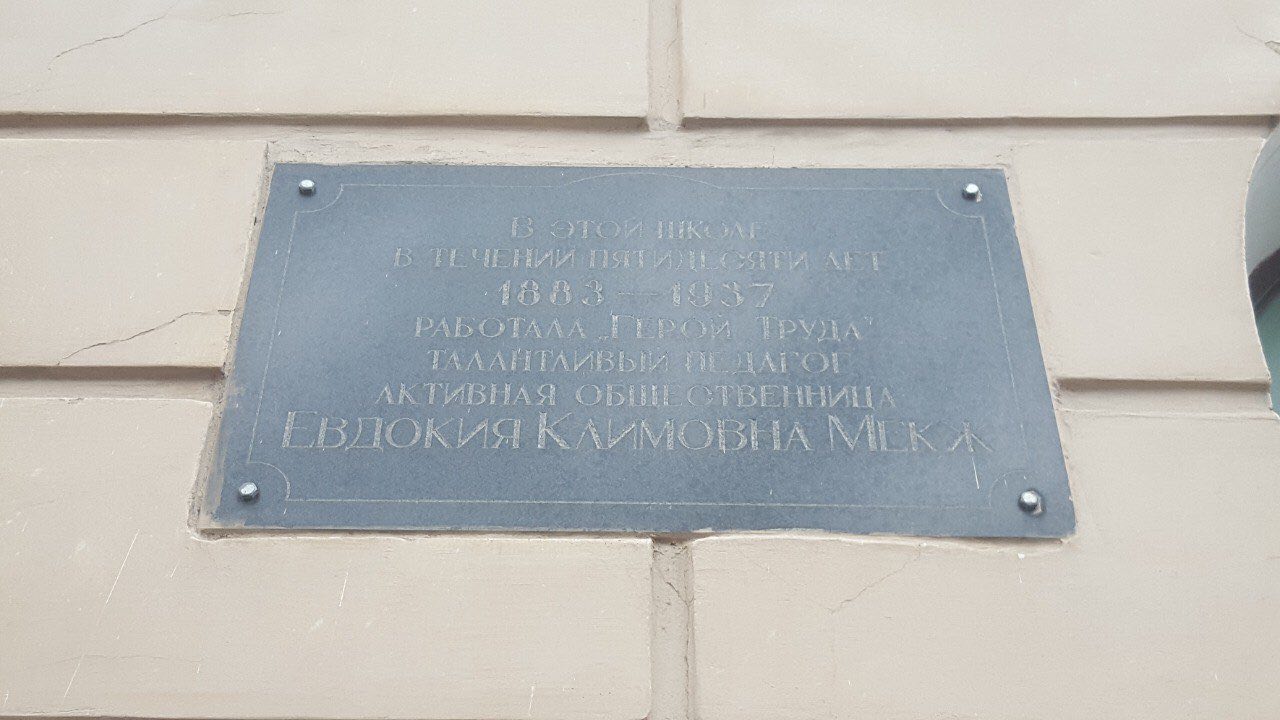 В ЭТОЙ ШКОЛЕ
В ТЕЧЕНИИ ПЯТИДЕСЯТИ ЛЕТ
1883 — 1937
РАБОТАЛА „ГЕРОЙ ТРУДА"
ТАЛАНТЛИВЫЙ ПЕДАГОГ
АКТИВНАЯ ОБЩЕСТВЕННИЦА
ЕВДОКИЯ КЛИМОВНА МЕКЖ